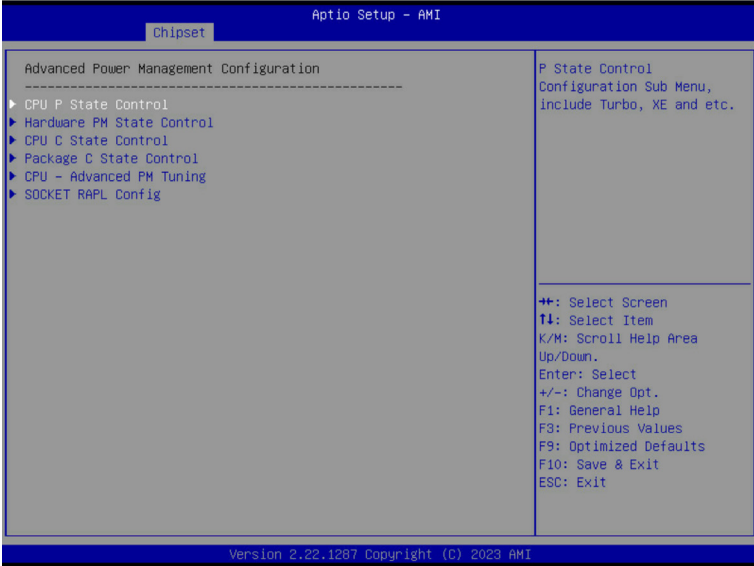 Aptio Setup – AMI
Chipset
Advanced Power Management Configuration
--------------------------------------------------
CPU P State Control
Hardware PM State Control
CPU C State Control
Package C State Control
CPU – Advanced PM Tuning
SOCKET RAPL Config
P State Control
Configuration Sub Menu,
include Turbo, XE and etc.
→←: Select Screen
↑↓: Select Item
K/M: Scroll Help Area
Up/Down.
Enter: Select
+/-: Change Opt.
F1: General Help
F3: Previous Values
F9: Optimized Defaults
F10: Save & Exit
ESC: Exit
Version 2.22.1287 Copyright (C) 2023 AMI